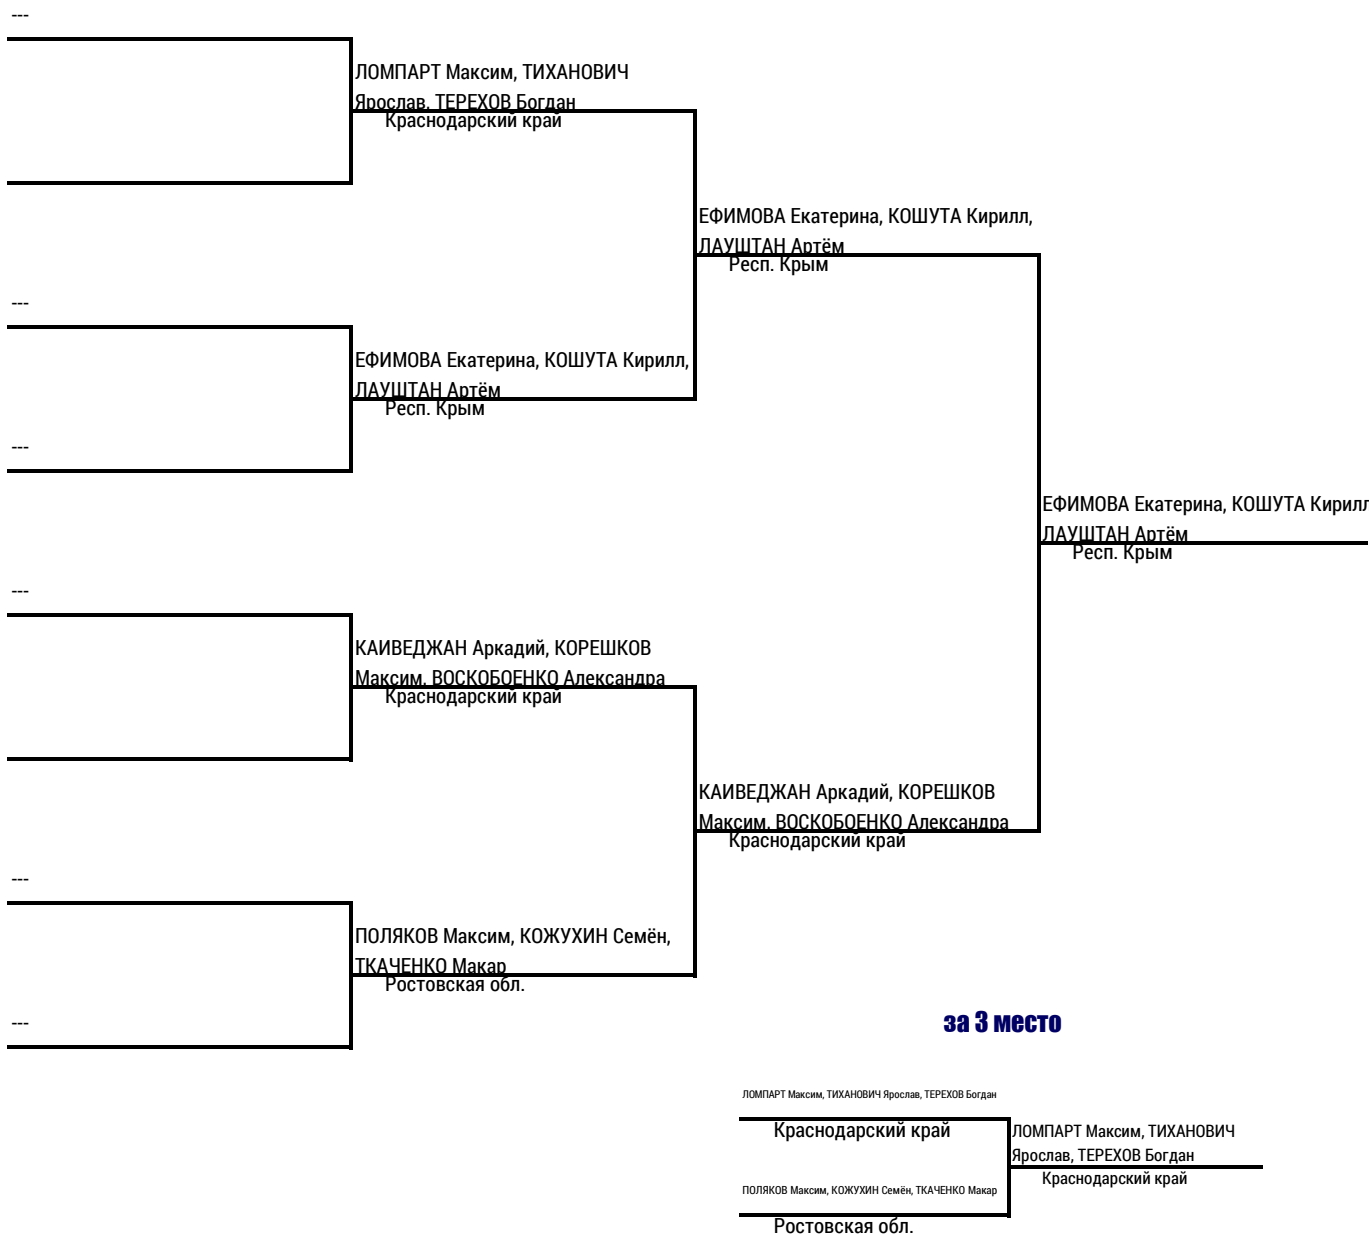 ---
ЛОМПАРТ Максим, ТИХАНОВИЧ
Ярослав, ТЕРЕХОВ Богдан
Краснодарский край
ЕФИМОВА Екатерина, КОШУТА Кирилл,
ЛАУШТАН Артём
Респ. Крым
---
ЕФИМОВА Екатерина, КОШУТА Кирилл,
ЛАУШТАН Артём
Респ. Крым
---
ЕФИМОВА Екатерина, КОШУТА Кирилл
ЛАУШТАН Артём
Респ. Крым
---
КАИВЕДЖАН Аркадий, КОРЕШКОВ
Максим, ВОСКОБОЕНКО Александра
Краснодарский край
КАИВЕДЖАН Аркадий, КОРЕШКОВ
Максим, ВОСКОБОЕНКО Александра
Краснодарский край
---
ПОЛЯКОВ Максим, КОЖУХИН Семён,
ТКАЧЕНКО Макар
Ростовская обл.
---
за 3 место
ЛОМПАРТ Максим, ТИХАНОВИЧ Ярослав, ТЕРЕХОВ Богдан
Краснодарский край
ЛОМПАРТ Максим, ТИХАНОВИЧ
Ярослав, ТЕРЕХОВ Богдан
Краснодарский край
ПОЛЯКОВ Максим, КОЖУХИН Семён, ТКАЧЕНКО Макар
Ростовская обл.